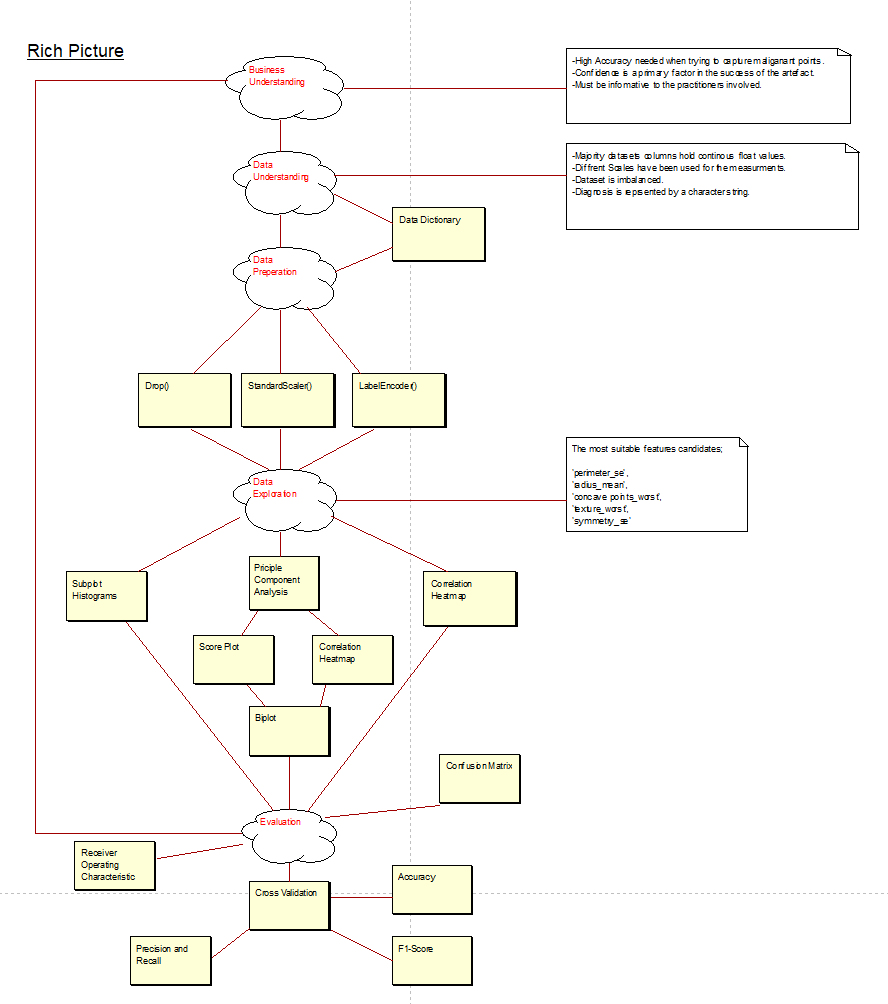 Rich Picture
Business
Understanding
-High Accuracy needed when trying to capture maliganant points.
-Confidence is a primary factor in the success of the artefact.
-Must be infomative to the practitioners involved.
Data
Understanding
-Majority datasets columns hold continous float values.
-Diffrent Scales have been used for the measurments.
-Dataset is imbalanced.
-Diagnosis is repsented by a character string.
Data Dictionary
Data
Preperation
Drop()
StandardScaler()
LabelEncoder()
Data
Exploration
The most suitable features candidates;
'perimeter_se',
'radius_mean',
'concave points_worst',
'texture_worst',
'symmetry_se'
Subplot
Histograms
Priciple
Component
Analysis
Correlation
Heatmap
Score Plot
Correlation
Heatmap
Biplot
Confusion Matrix
Evaluation
Receiver
Operating
Characteristic
Cross Validation
Accuracy
Precision and
Recall
F1-Score